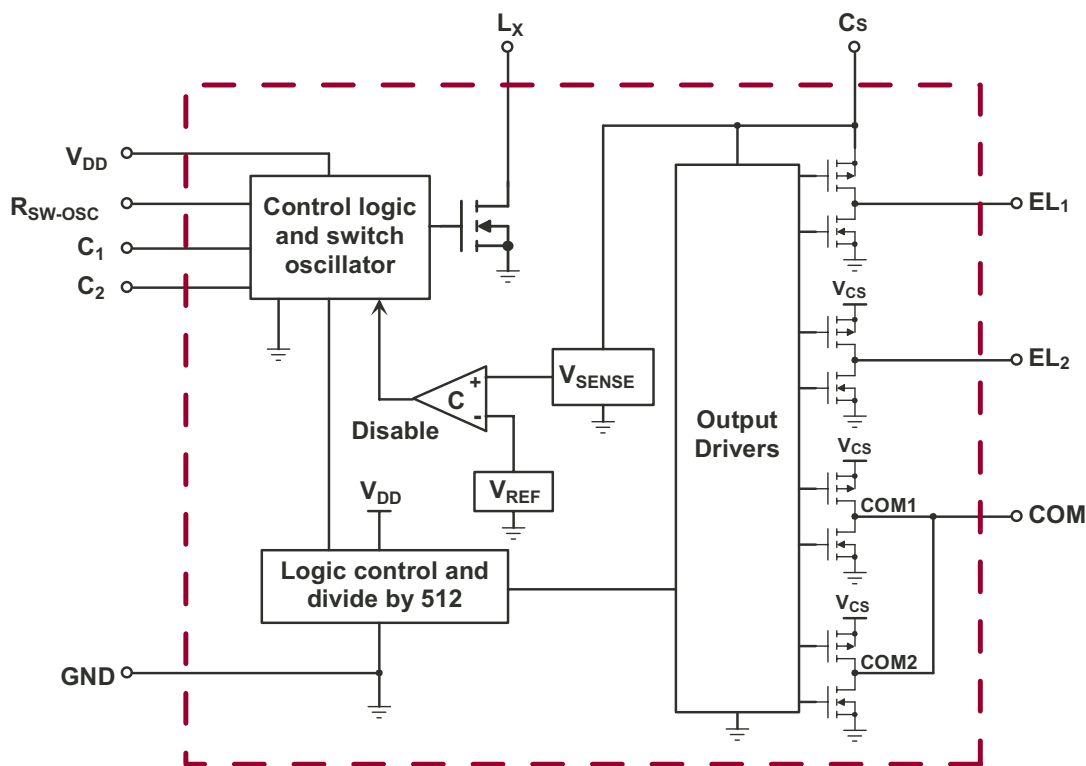 LX
CS
VDD
RSW-OSC
C1
C2
Control logic
and switch
oscillator
EL1
VCS
EL2
VSENSE
+
C
-
Disable
Output
Drivers
VREF
VDD
VCS
COM1
COM
Logic control and
divide by 512
VCS
COM2
GND